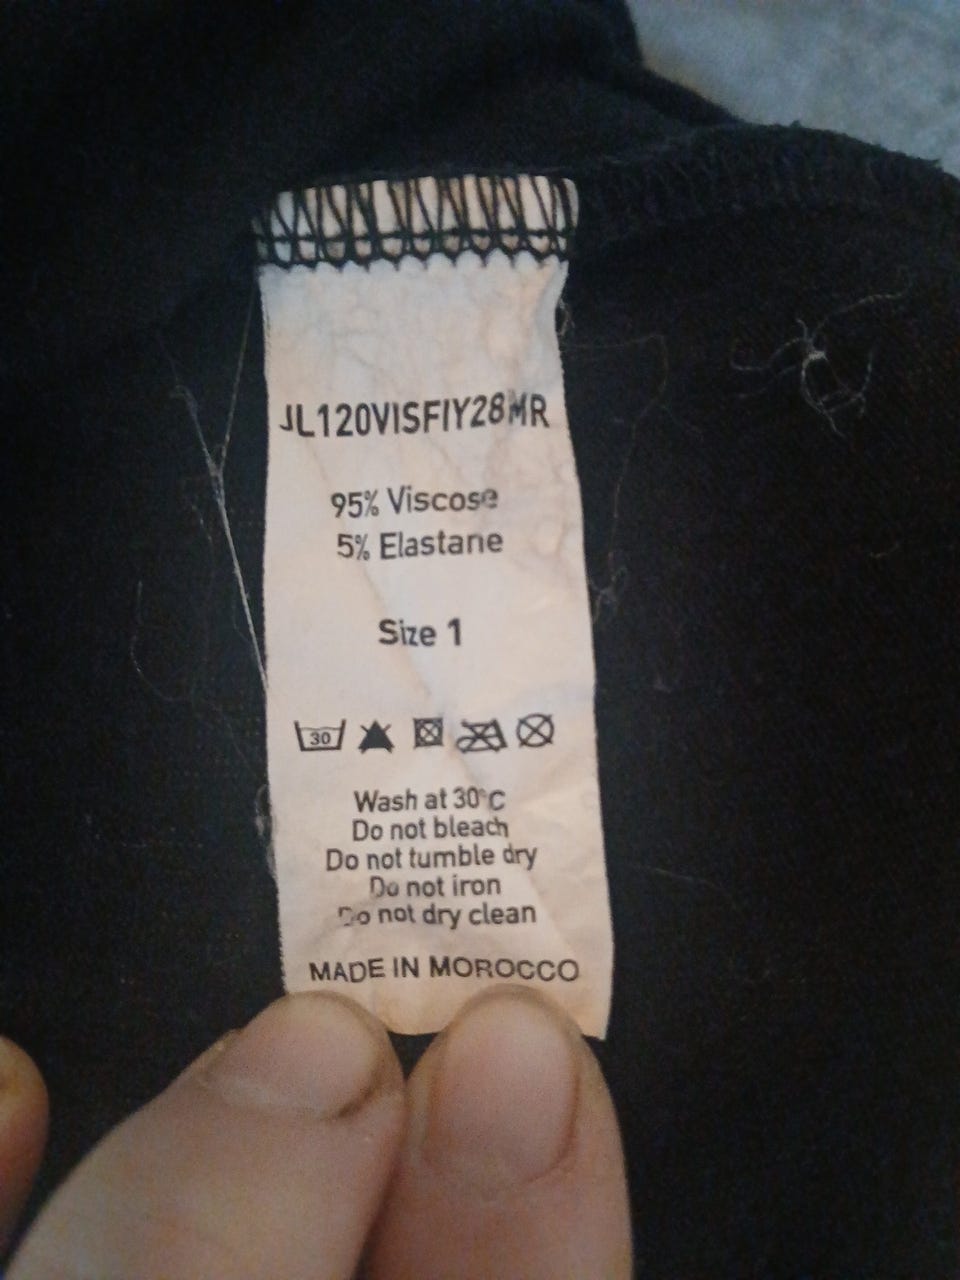 JL120VISFIY28MR
95% Viscose
5% Elastane
Size 1
30
Wash at 30°C
Do not bleach
Do not tumble dry
Do not iron
Do not dry clean
MADE IN MOROCCO